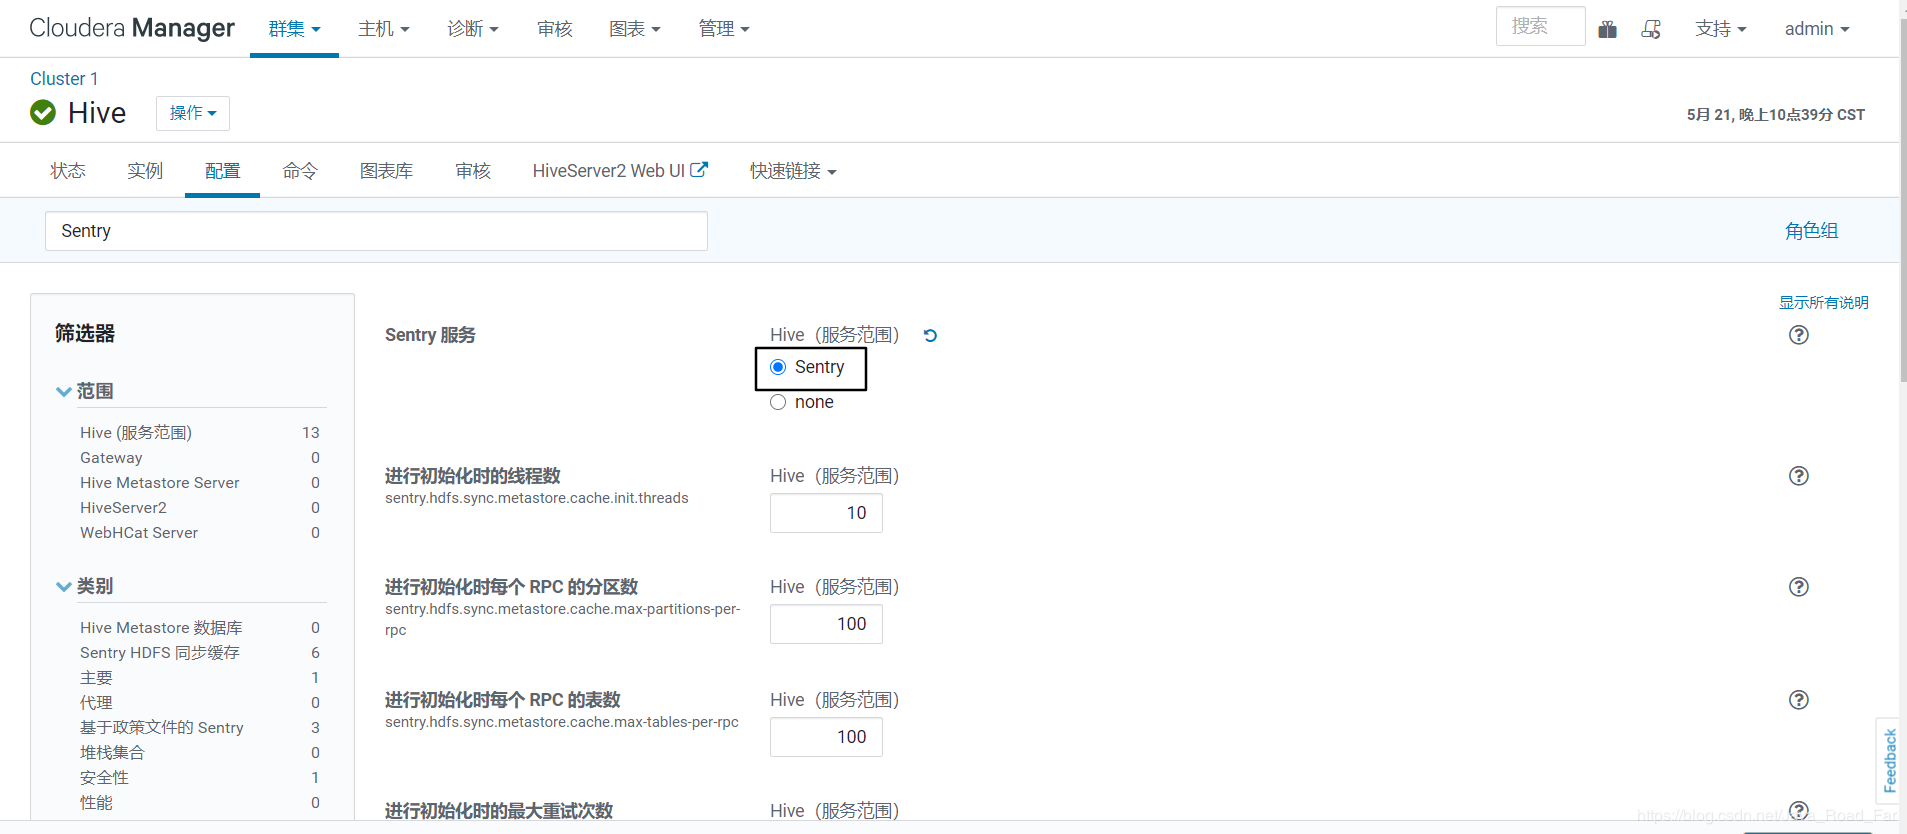 Cloudera Manager 群集 主机 诊断 审核 图表 管理 搜索 支持 admin
Cluster 1
Hive 操作
5月 21, 晚上10点39分 CST
状态 实例 配置 命令 图表库 审核 HiveServer2 Web UI 快速链接
Sentry 角色组
显示所有说明
筛选器
范围
Hive (服务范围) 13
Gateway 0
Hive Metastore Server 0
HiveServer2 0
WebHCat Server 0
类别
Hive Metastore 数据库 0
Sentry HDFS 同步缓存 6
主要 1
代理 0
基于政策文件的 Sentry 3
堆栈集合 0
安全性 1
性能 0
Sentry 服务 Hive（服务范围）
Sentry
none
进行初始化时的线程数 Hive（服务范围）
sentry.hdfs.sync.metastore.cache.init.threads
10
进行初始化时每个 RPC 的分区数 Hive（服务范围）
sentry.hdfs.sync.metastore.cache.max-partitions-per-
rpc
100
进行初始化时每个 RPC 的表数 Hive（服务范围）
sentry.hdfs.sync.metastore.cache.max-tables-per-rpc
100
进行初始化时的最大重试次数 Hive（服务范围）
Feedback